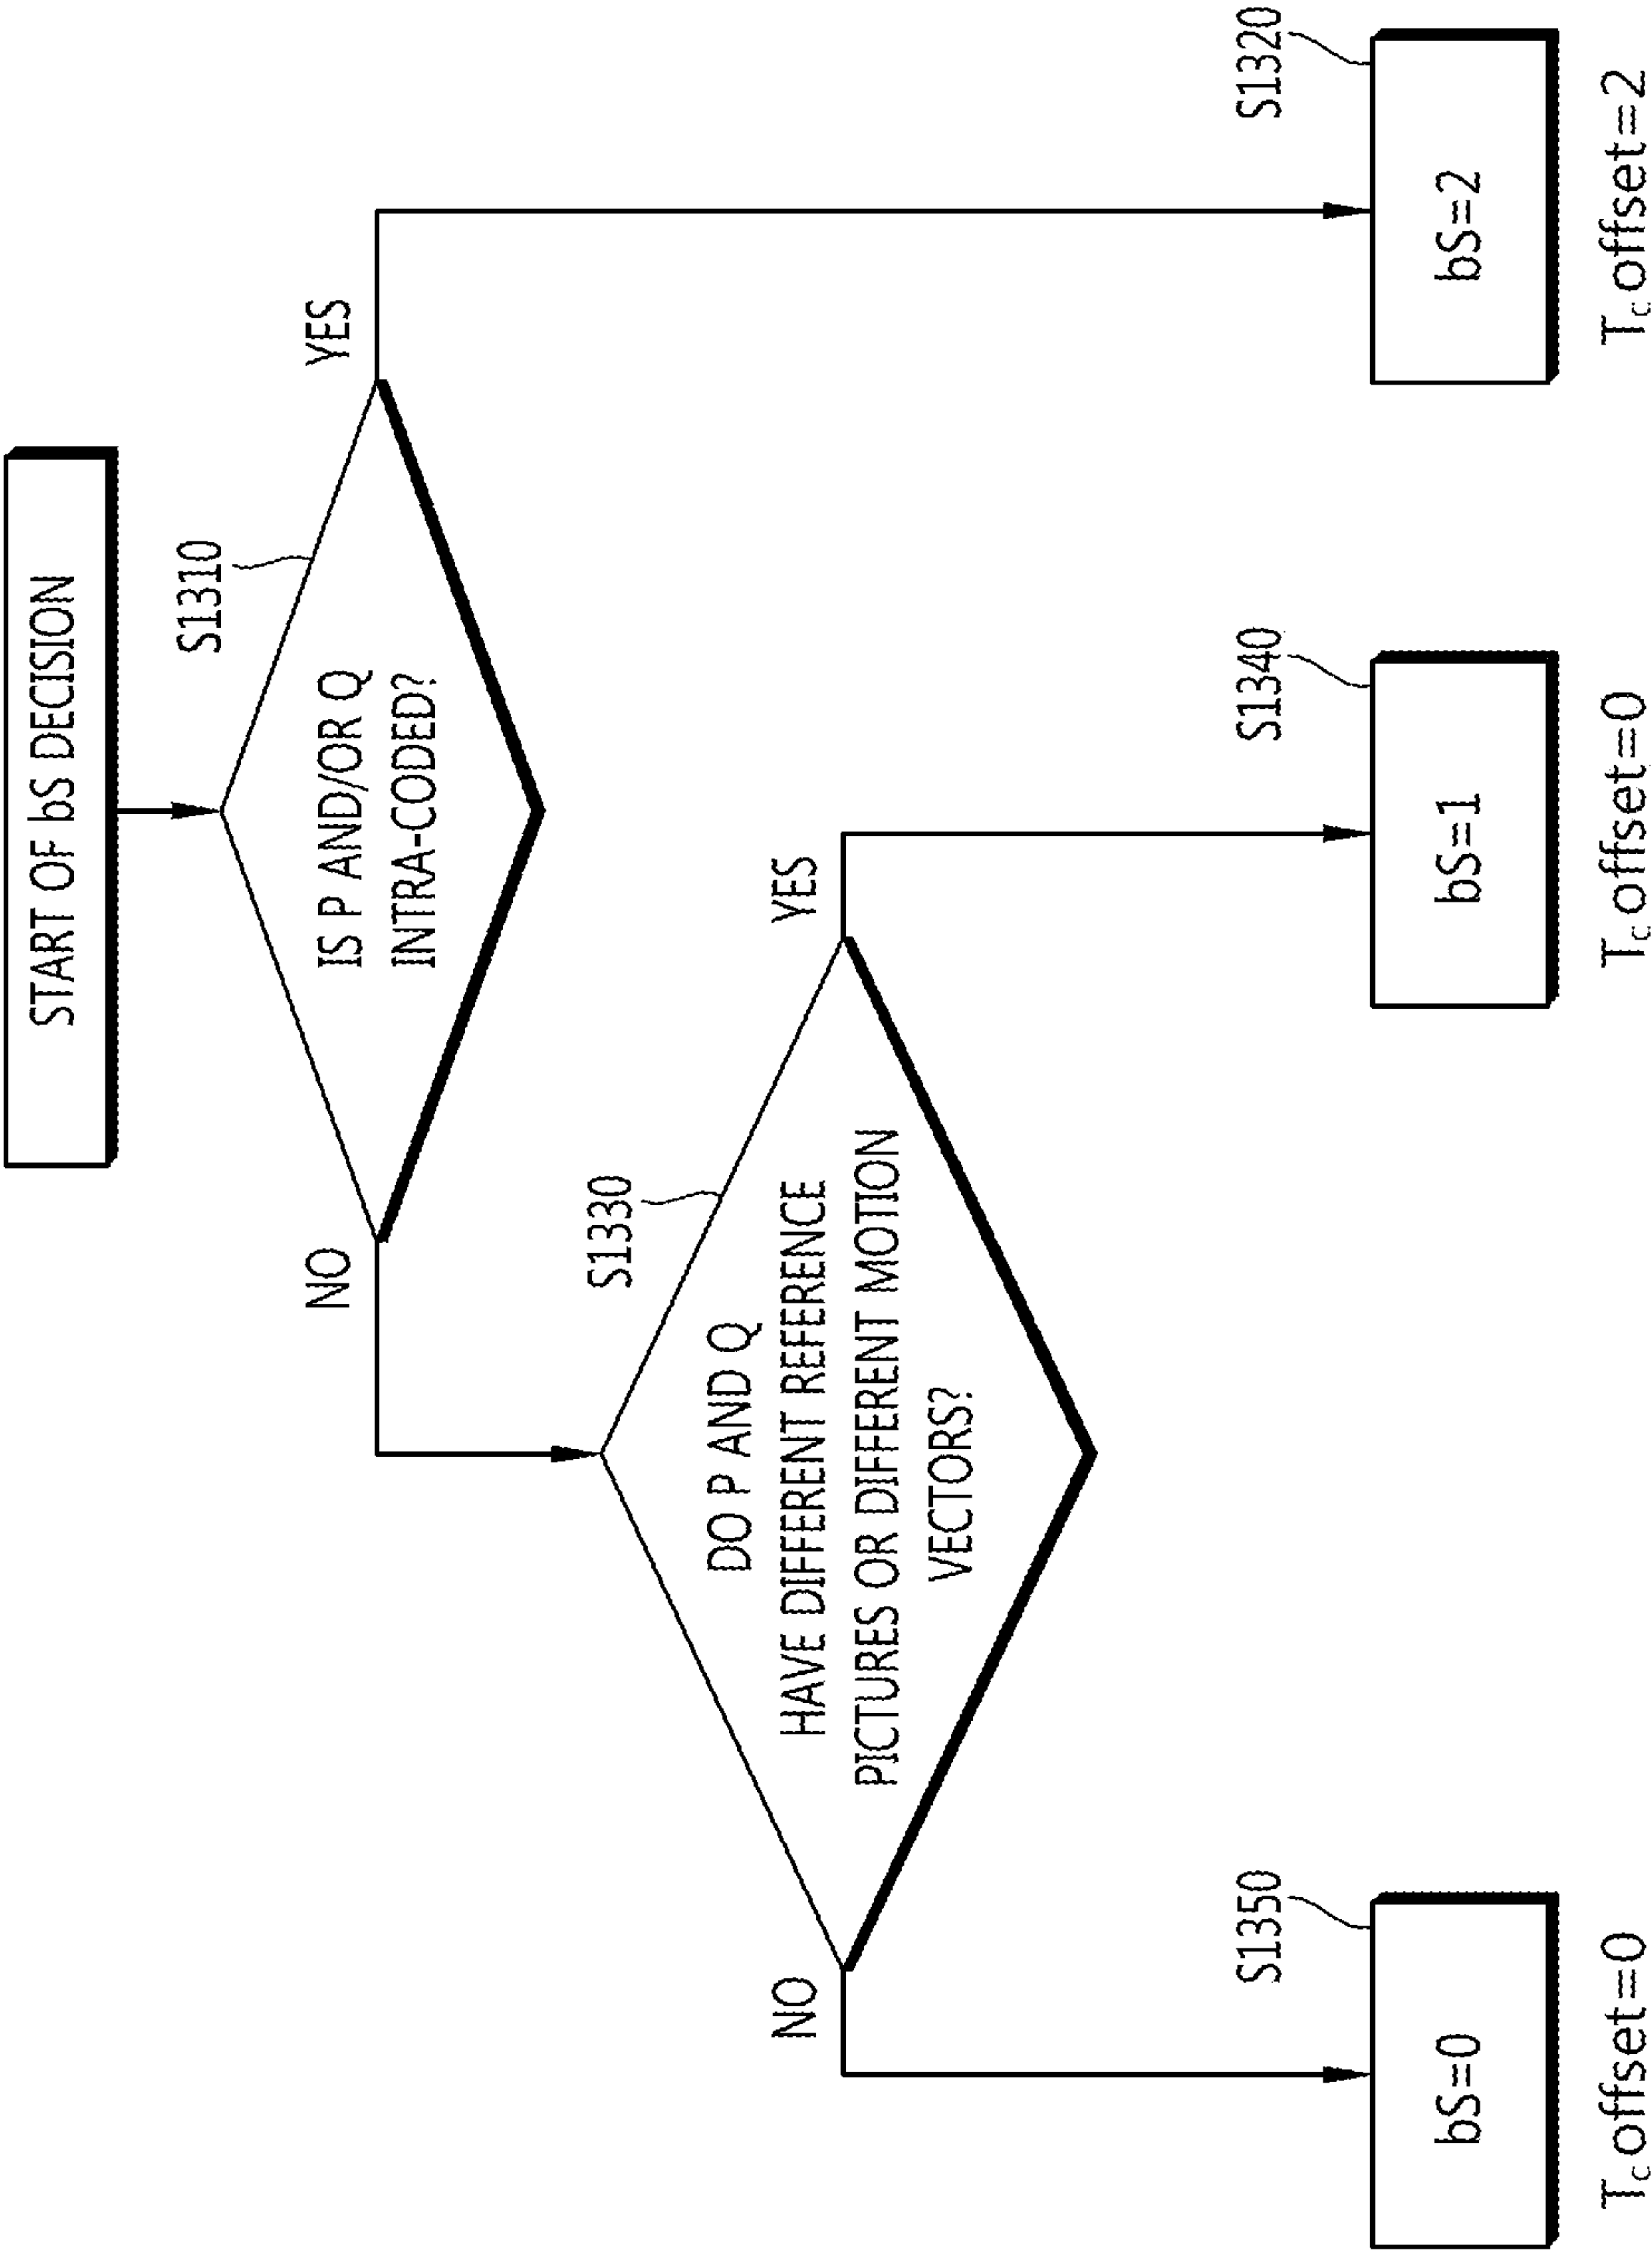 START OF bS DECISION
S1310
IS P AND/OR Q
INTRA-CODED?
NO
YES
S1330
DO P AND Q
HAVE DIFFERENT REFERENCE
PICTURES OR DIFFERENT MOTION
VECTORS?
NO
YES
S1350
bS=0
Tc offset=0
S1340
bS=1
Tc offset=0
S1320
bS=2
Tc offset=2